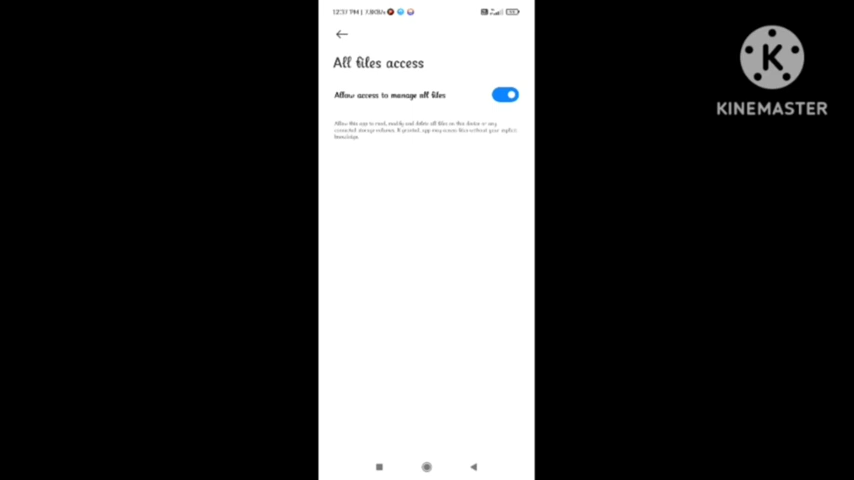 12:37 PM | 7.8KB/s
All files access
Allow access to manage all files
Allow this app to read, modify and delete all files on this device or any
connected storage volumes. If granted, app may access files without your explicit
knowledge.
KINEMASTER